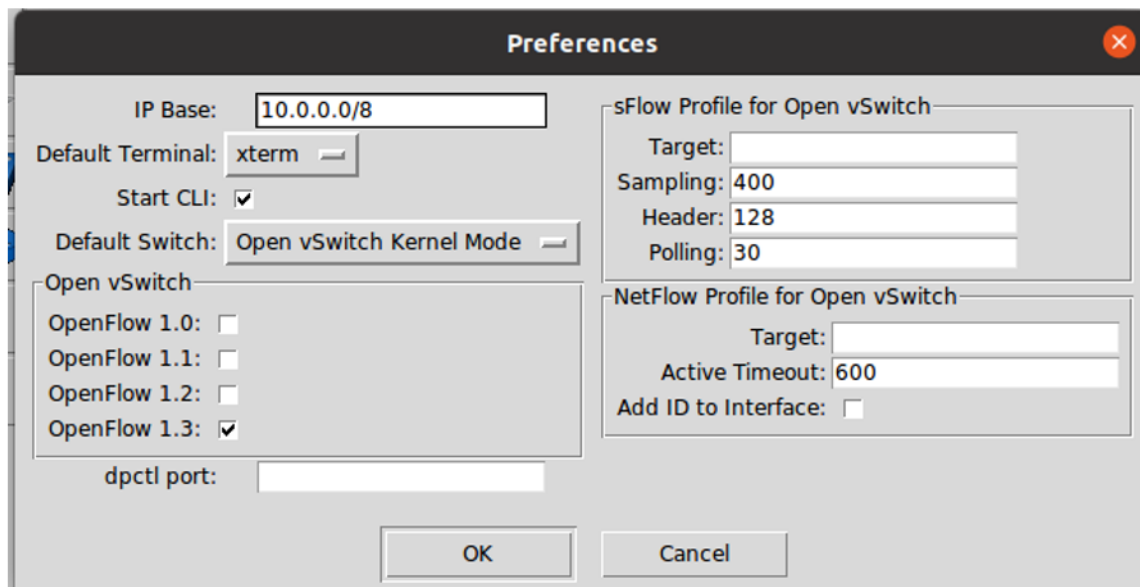 Preferences
IP Base: 10.0.0.0/8
Default Terminal: xterm
Start CLI:
Default Switch: Open vSwitch Kernel Mode
Open vSwitch
OpenFlow 1.0:
OpenFlow 1.1:
OpenFlow 1.2:
OpenFlow 1.3:
dpctl port:
sFlow Profile for Open vSwitch
Target:
Sampling: 400
Header: 128
Polling: 30
NetFlow Profile for Open vSwitch
Target:
Active Timeout: 600
Add ID to Interface:
OK
Cancel